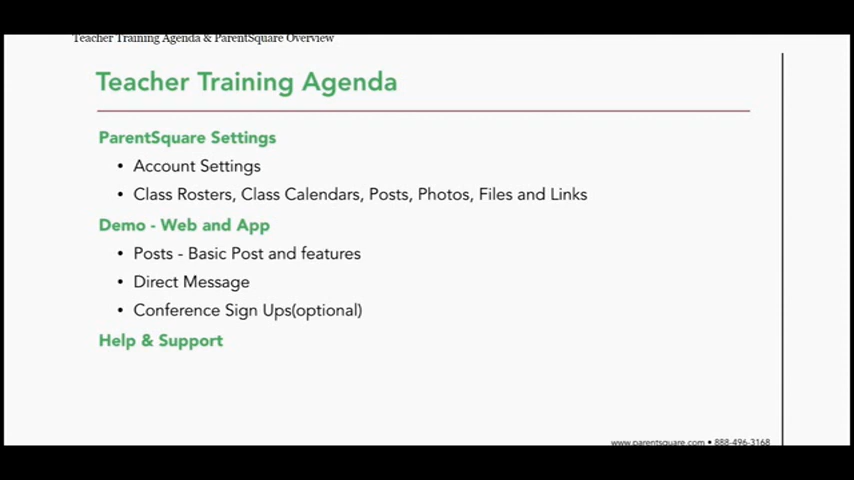 Teacher Training Agenda & ParentSquare Overview
Teacher Training Agenda
ParentSquare Settings
• Account Settings
• Class Rosters, Class Calendars, Posts, Photos, Files and Links
Demo - Web and App
• Posts - Basic Post and features
• Direct Message
• Conference Sign Ups(optional)
Help & Support
www.parentsquare.com • 888-496-3168